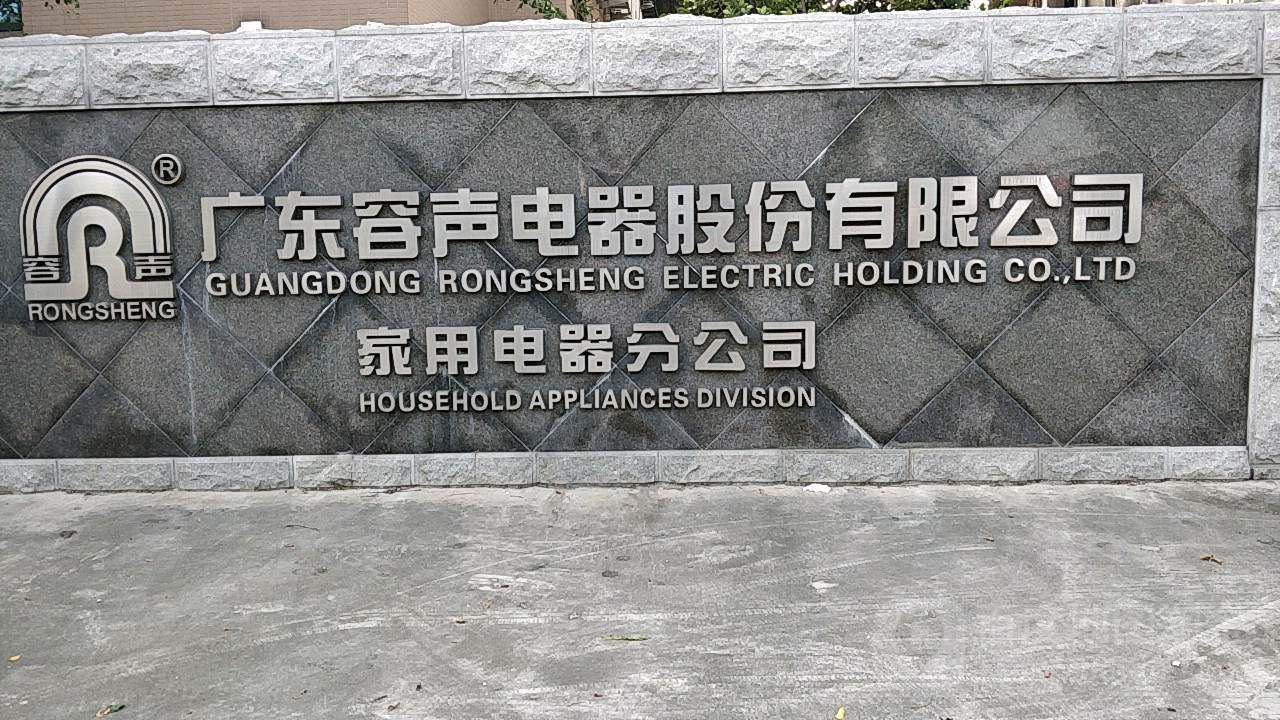 R
®
容声
RONGSHENG
广东容声电器股份有限公司
GUANGDONG RONGSHENG ELECTRIC HOLDING CO.,LTD
家用电器分公司
HOUSEHOLD APPLIANCES DIVISION